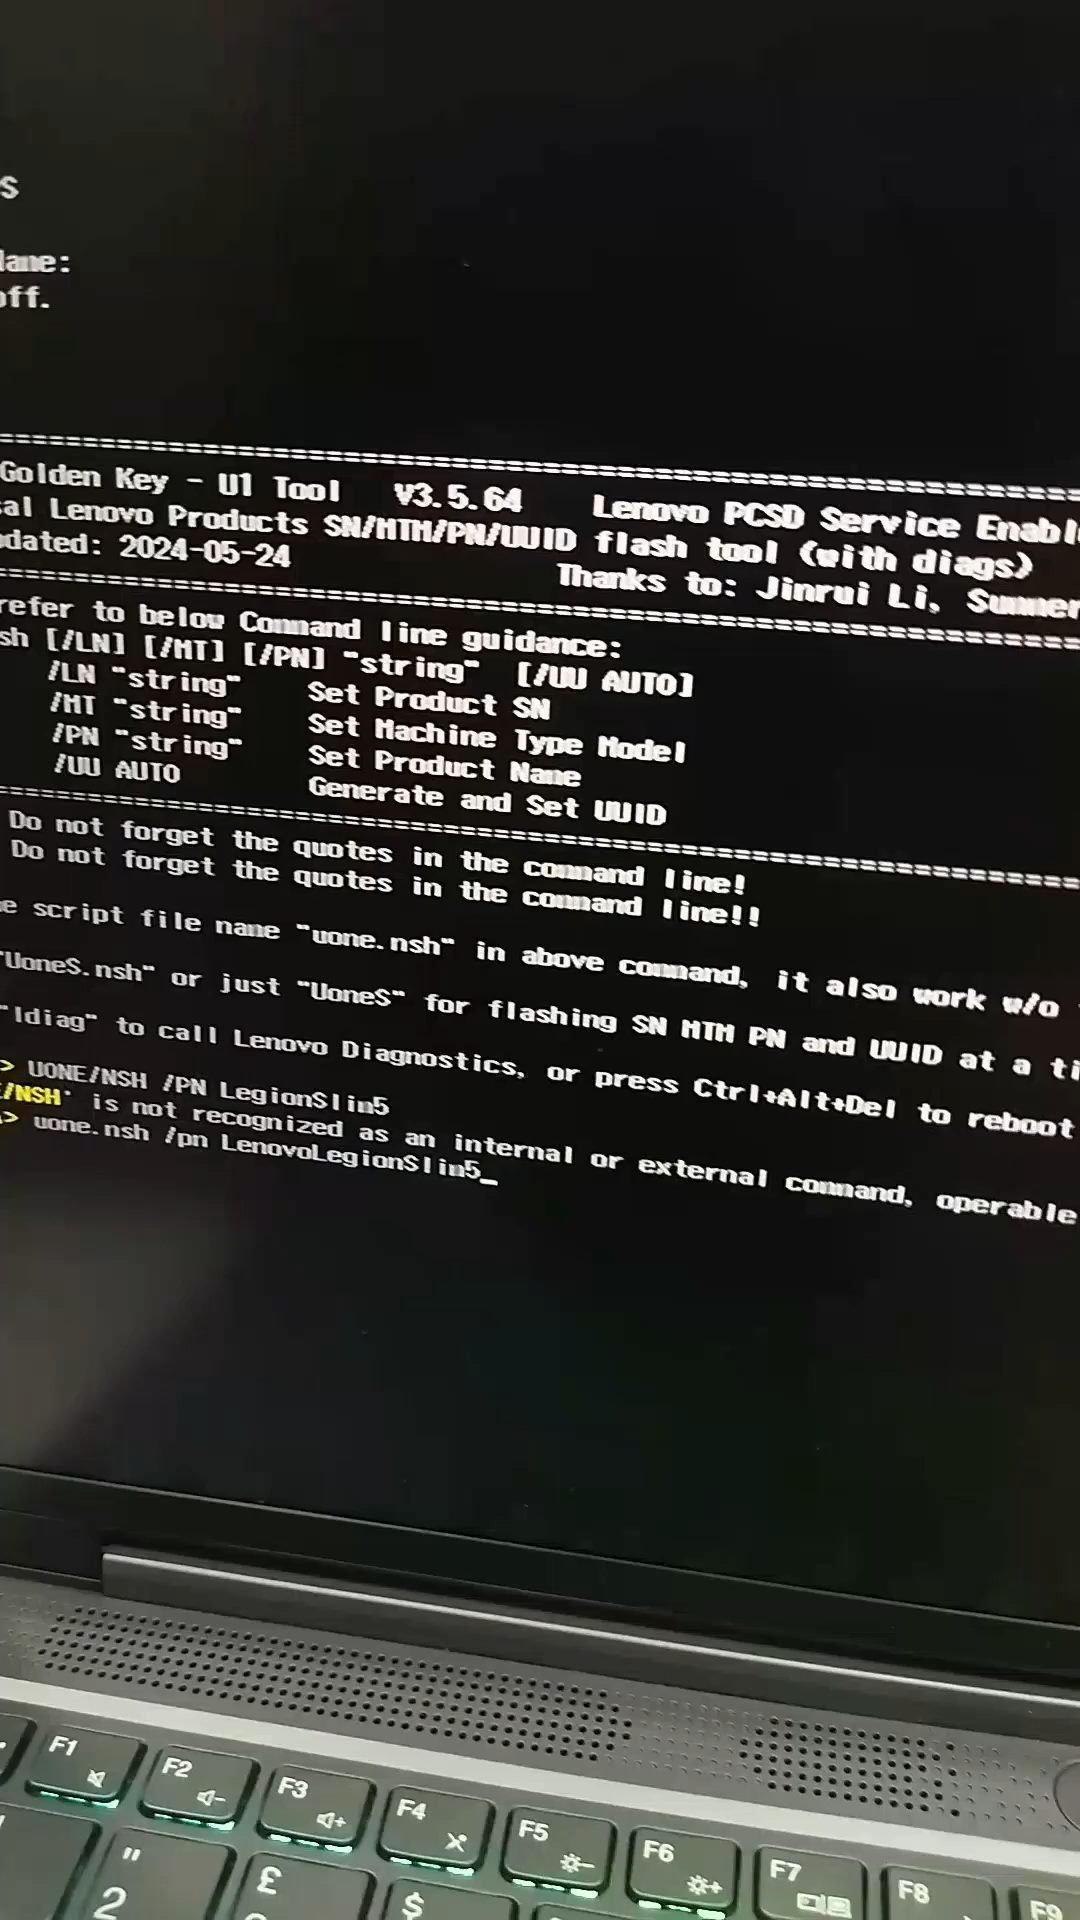 s
ame:
off.
Golden Key - U1 Tool v3.5.64 Lenovo PCSD Service Enabl
al Lenovo Products SN/MTM/PN/UUID flash tool (with diags)
dated: 2024-05-24 Thanks to: Jinrui Li, Sumner
refer to below Command line guidance:
sh [/LN] [/MT] [/PN] "string" [/UU AUTO]
/LN "string" Set Product SN
/MT "string" Set Machine Type Model
/PN "string" Set Product Name
/UU AUTO Generate and Set UUID
Do not forget the quotes in the command line!
Do not forget the quotes in the command line!!
e script file name "uone.nsh" in above command, it also work w/o
"UoneS.nsh" or just "UoneS" for flashing SN MTM PN and UUID at a ti
"ldiag" to call Lenovo Diagnostics, or press Ctrl+Alt+Del to reboot
> UONE/NSH /PN LegionSlim5
E/NSH' is not recognized as an internal or external command, operable
> uone.nsh /pn LenovoLegionSlim5_
F1
F2
F3
F4
F5
F6
F7
F8
F9
" 2
£
$